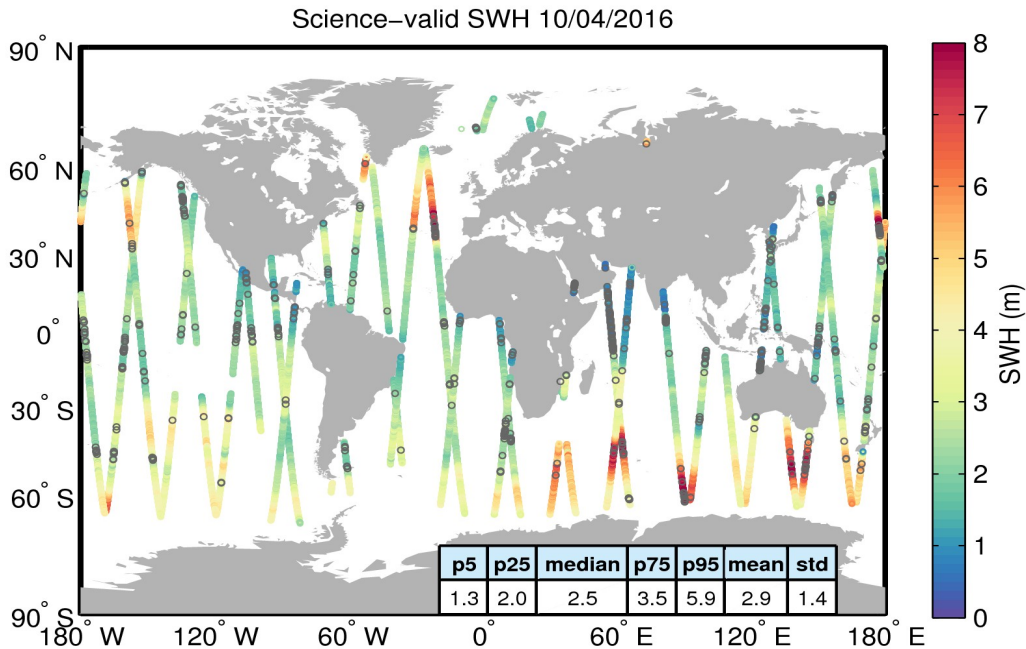 Science−valid SWH 10/04/2016
90° N
60° N
30° N
0°
30° S
60° S
90° S
180° W
120° W
60° W
0°
60° E
120° E
180° E
p5 p25 median p75 p95 mean std
1.3 2.0 2.5 3.5 5.9 2.9 1.4
8
7
6
5
4
3
2
1
0
SWH (m)